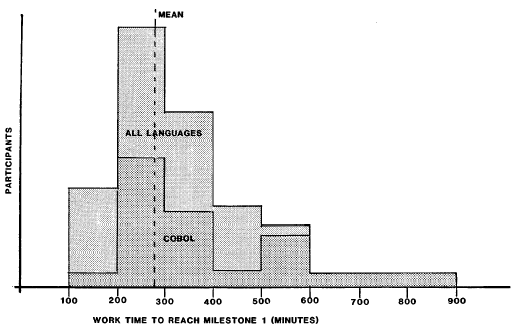 MEAN
ALL LANGUAGES
PARTICIPANTS
COBOL
100 200 300 400 500 600 700 800 900
WORK TIME TO REACH MILESTONE 1 (MINUTES)